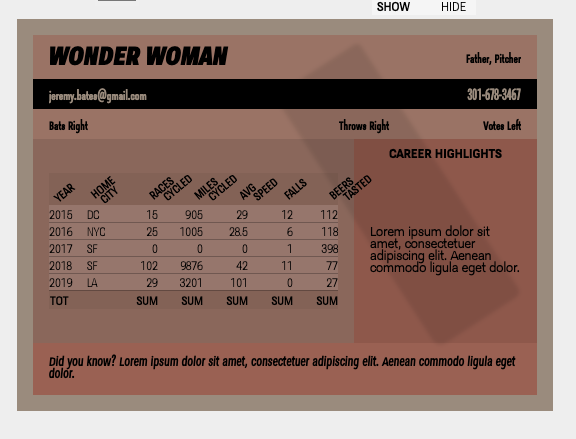 SHOW HIDE
WONDER WOMAN
Father, Pitcher
jeremy.bates@gmail.com 301-678-3467
Bats Right Throws Right Votes Left
CAREER HIGHLIGHTS
YEAR HOME CITY RACES CYCLED MILES CYCLED AVG SPEED FALLS BEERS TASTED
2015 DC 15 905 29 12 112
2016 NYC 25 1005 28.5 6 118
2017 SF 0 0 0 1 398
2018 SF 102 9876 42 11 77
2019 LA 29 3201 101 0 27
TOT SUM SUM SUM SUM SUM
Lorem ipsum dolor sit
amet, consectetuer
adipiscing elit. Aenean
commodo ligula eget dolor.
Did you know? Lorem ipsum dolor sit amet, consectetuer adipiscing elit. Aenean commodo ligula eget
dolor.